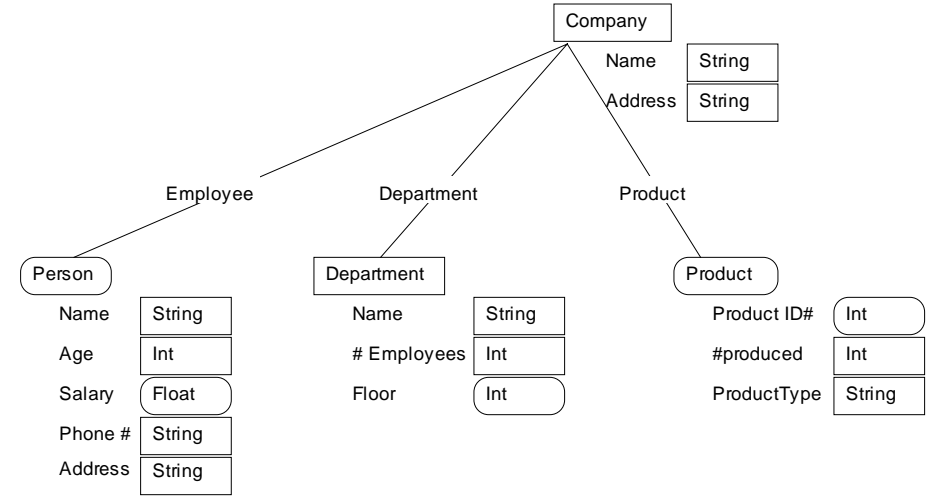 Company
Name String
Address String
Employee Department Product
Person Department Product
Name String Name String Product ID# Int
Age Int # Employees Int #produced Int
Salary Float Floor Int ProductType String
Phone # String
Address String